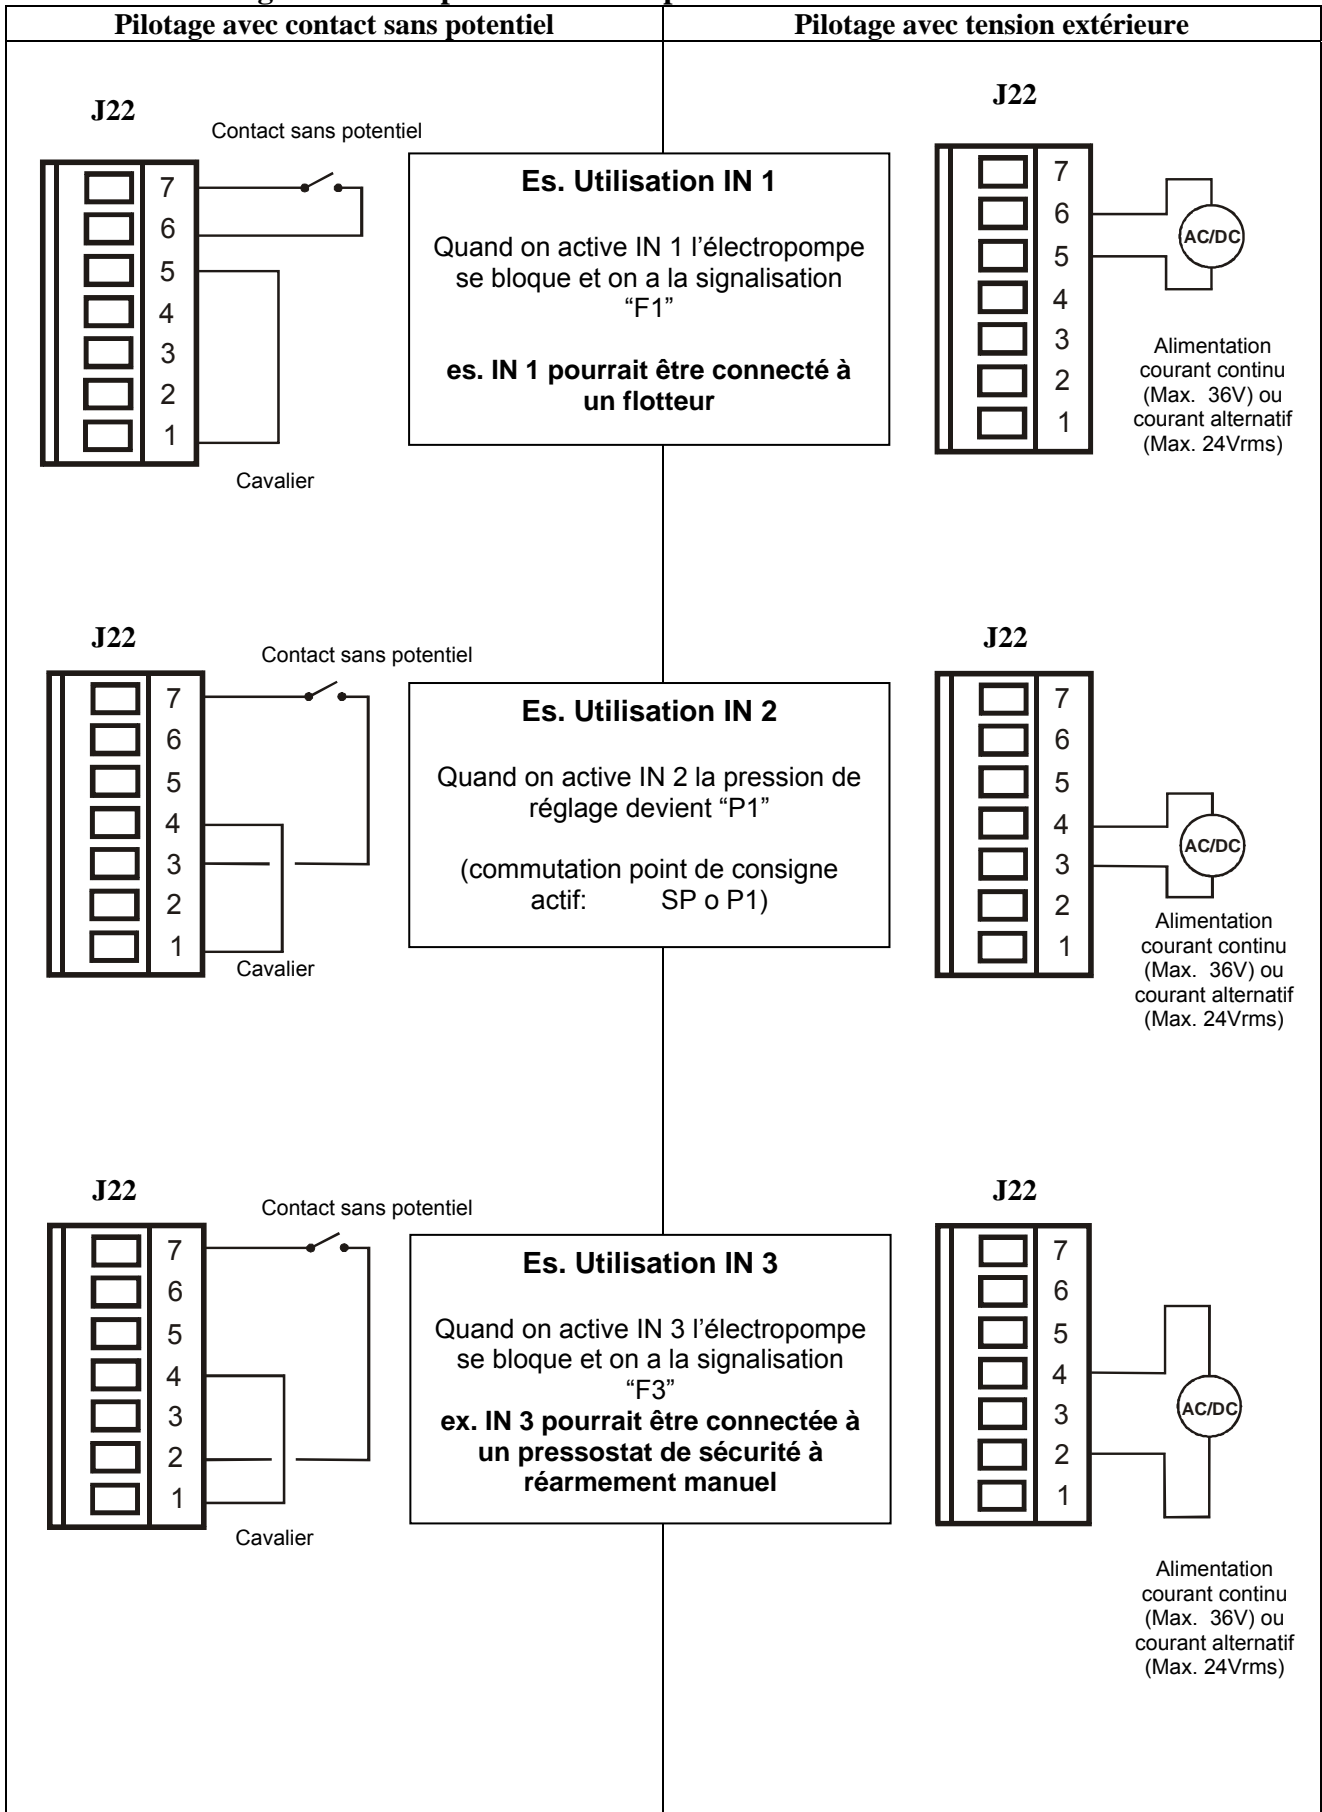 Pilotage avec contact sans potentiel
Pilotage avec tension extérieure
J22
Contact sans potentiel
7
6
5
4
3
2
1
Cavalier
Es. Utilisation IN 1
Quand on active IN 1 l’électropompe
se bloque et on a la signalisation
“F1”
es. IN 1 pourrait être connecté à
un flotteur
J22
7
6
5
4
3
2
1
AC/DC
Alimentation
courant continu
(Max. 36V) ou
courant alternatif
(Max. 24Vrms)
J22
Contact sans potentiel
7
6
5
4
3
2
1
Cavalier
Es. Utilisation IN 2
Quand on active IN 2 la pression de
réglage devient “P1”
(commutation point de consigne
actif: SP o P1)
J22
7
6
5
4
3
2
1
AC/DC
Alimentation
courant continu
(Max. 36V) ou
courant alternatif
(Max. 24Vrms)
J22
Contact sans potentiel
7
6
5
4
3
2
1
Cavalier
Es. Utilisation IN 3
Quand on active IN 3 l’électropompe
se bloque et on a la signalisation
“F3”
ex. IN 3 pourrait être connectée à
un pressostat de sécurité à
réarmement manuel
J22
7
6
5
4
3
2
1
AC/DC
Alimentation
courant continu
(Max. 36V) ou
courant alternatif
(Max. 24Vrms)